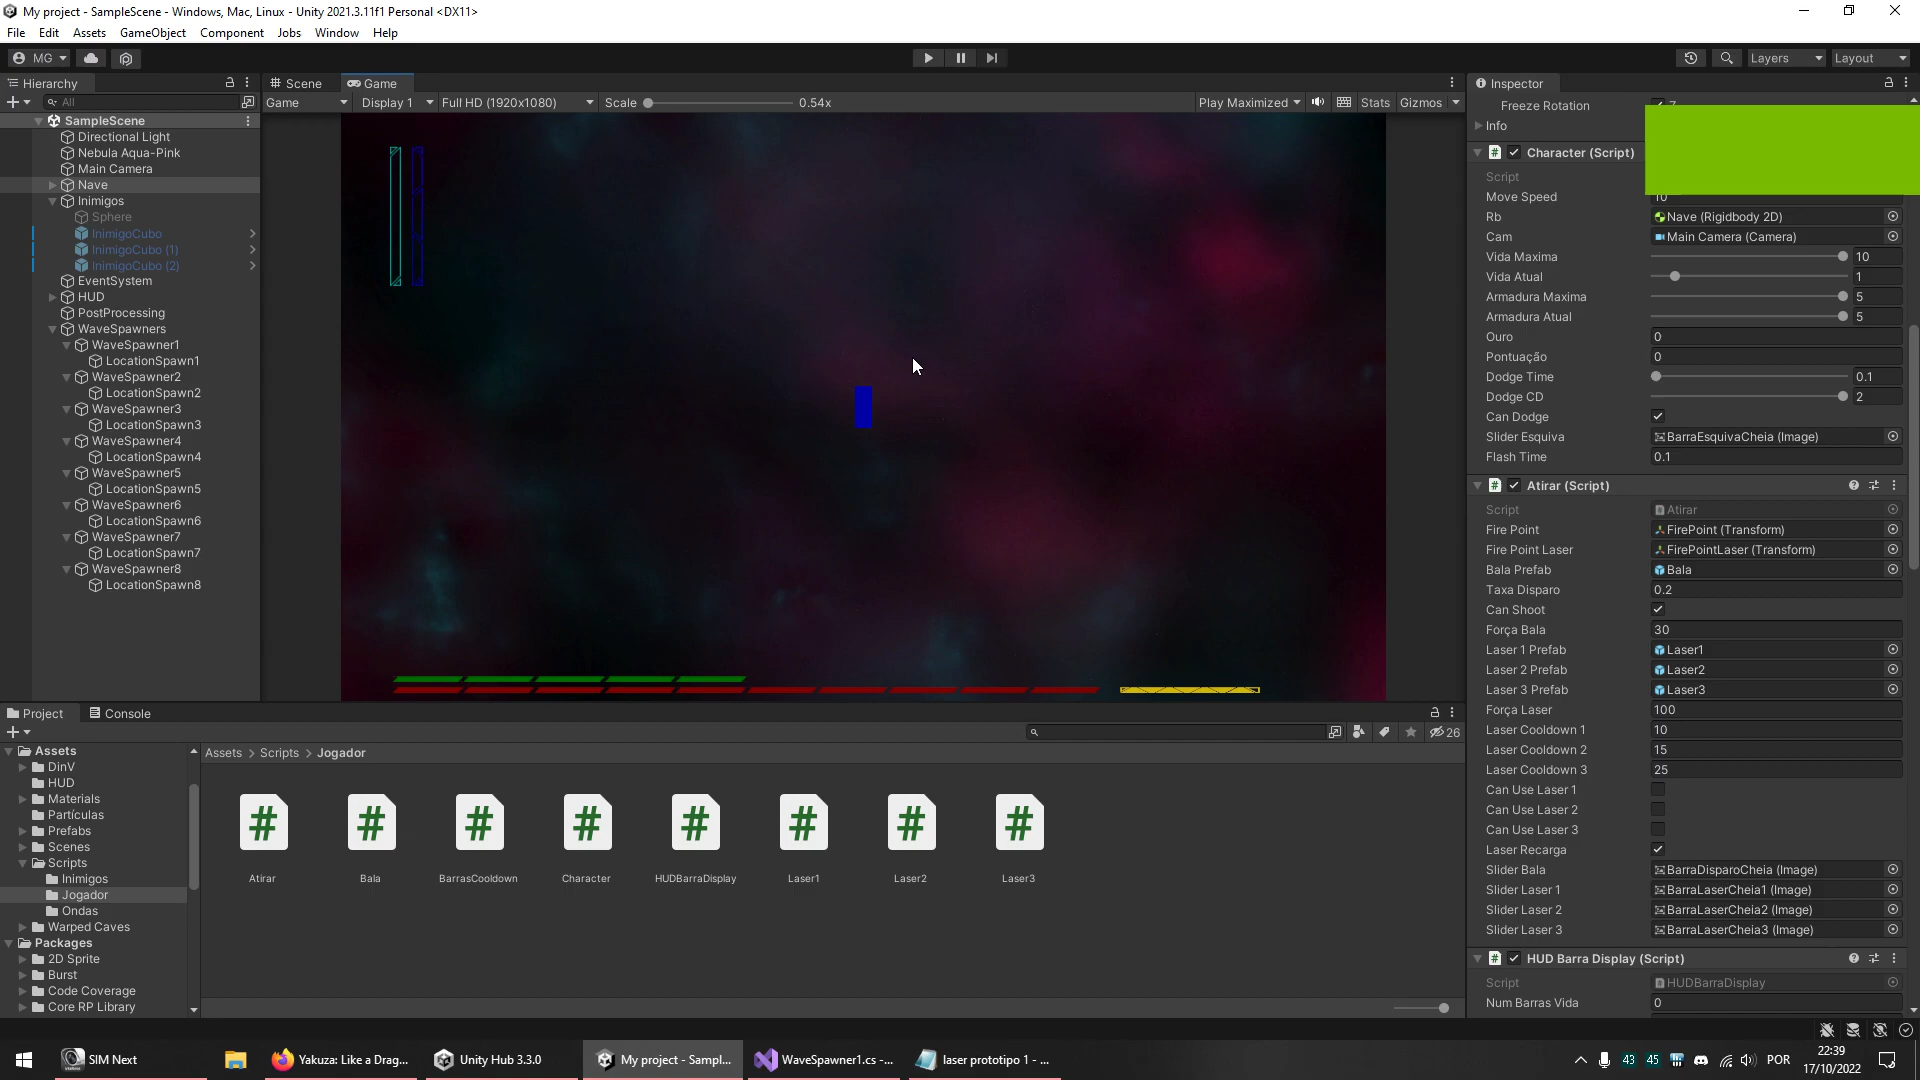 My project - SampleScene - Windows, Mac, Linux - Unity 2021.3.11f1 Personal <DX11>
File Edit Assets GameObject Component Jobs Window Help
MG
Layers Layout
Hierarchy
All
SampleScene
Directional Light
Nebula Aqua-Pink
Main Camera
Nave
Inimigos
Sphere
InimigoCubo
InimigoCubo (1)
InimigoCubo (2)
EventSystem
HUD
PostProcessing
WaveSpawners
WaveSpawner1
LocationSpawn1
WaveSpawner2
LocationSpawn2
WaveSpawner3
LocationSpawn3
WaveSpawner4
LocationSpawn4
WaveSpawner5
LocationSpawn5
WaveSpawner6
LocationSpawn6
WaveSpawner7
LocationSpawn7
WaveSpawner8
LocationSpawn8
Scene Game
Game Display 1 Full HD (1920x1080) Scale 0.54x Play Maximized Stats Gizmos
Inspector
Freeze Rotation
Info
Character (Script)
Script
Move Speed 10
Rb Nave (Rigidbody 2D)
Cam Main Camera (Camera)
Vida Maxima 10
Vida Atual 1
Armadura Maxima 5
Armadura Atual 5
Ouro 0
Pontuação 0
Dodge Time 0.1
Dodge CD 2
Can Dodge
Slider Esquiva BarraEsquivaCheia (Image)
Flash Time 0.1
Atirar (Script)
Script Atirar
Fire Point FirePoint (Transform)
Fire Point Laser FirePointLaser (Transform)
Bala Prefab Bala
Taxa Disparo 0.2
Can Shoot
Força Bala 30
Laser 1 Prefab Laser1
Laser 2 Prefab Laser2
Laser 3 Prefab Laser3
Força Laser 100
Laser Cooldown 1 10
Laser Cooldown 2 15
Laser Cooldown 3 25
Can Use Laser 1
Can Use Laser 2
Can Use Laser 3
Laser Recarga
Slider Bala BarraDisparoCheia (Image)
Slider Laser 1 BarraLaserCheia1 (Image)
Slider Laser 2 BarraLaserCheia2 (Image)
Slider Laser 3 BarraLaserCheia3 (Image)
HUD Barra Display (Script)
Script HUDBarraDisplay
Num Barras Vida 0
Project Console
26
Assets
DinV
HUD
Materials
Partículas
Prefabs
Scenes
Scripts
Inimigos
Jogador
Ondas
Warped Caves
Packages
2D Sprite
Burst
Code Coverage
Core RP Library
Assets > Scripts > Jogador
Atirar Bala BarrasCooldown Character HUDBarraDisplay Laser1 Laser2 Laser3
SIM Next
Yakuza: Like a Drag...
Unity Hub 3.3.0
My project - Sampl...
WaveSpawner1.cs -...
laser prototipo 1 - ...
43 45 POR
22:39
17/10/2022